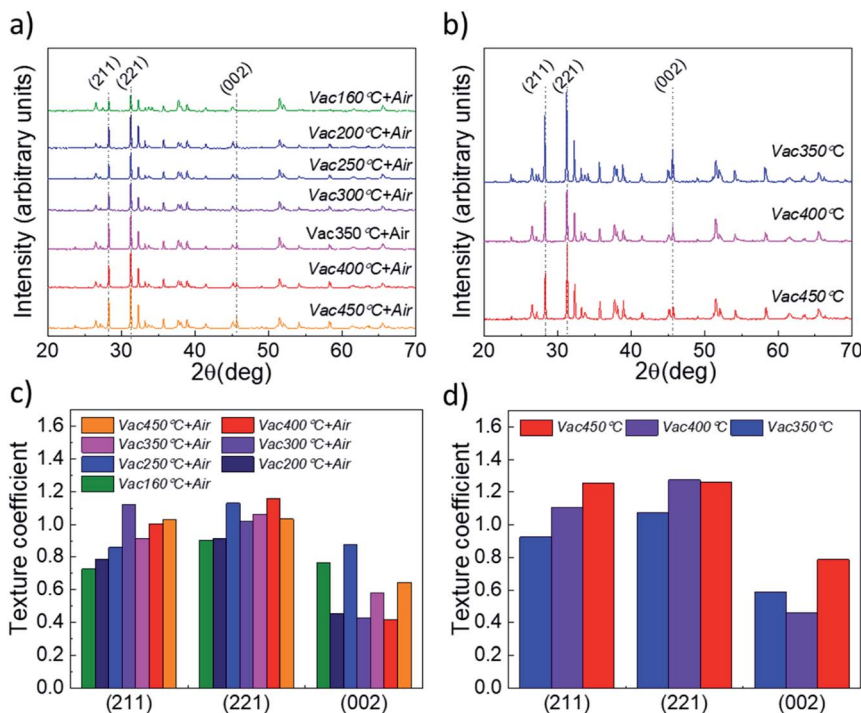 a)
(211)
(221)
(002)
Vac160°C+Air
Vac200°C+Air
Vac250°C+Air
Vac300°C+Air
Vac350°C+Air
Vac400°C+Air
Vac450°C+Air
Intensity (arbitrary units)
20 30 40 50 60 70
2θ(deg)
b)
(211)
(221)
(002)
Vac350°C
Vac400°C
Vac450°C
Intensity (arbitrary units)
20 30 40 50 60 70
2θ(deg)
c)
Texture coefficient
1.6
1.4
1.2
1.0
0.8
0.6
0.4
0.2
0.0
Vac450°C+Air Vac400°C+Air
Vac350°C+Air Vac300°C+Air
Vac250°C+Air Vac200°C+Air
Vac160°C+Air
(211) (221) (002)
d)
Texture coefficient
1.6
1.4
1.2
1.0
0.8
0.6
0.4
0.2
0.0
Vac450°C Vac400°C Vac350°C
(211) (221) (002)